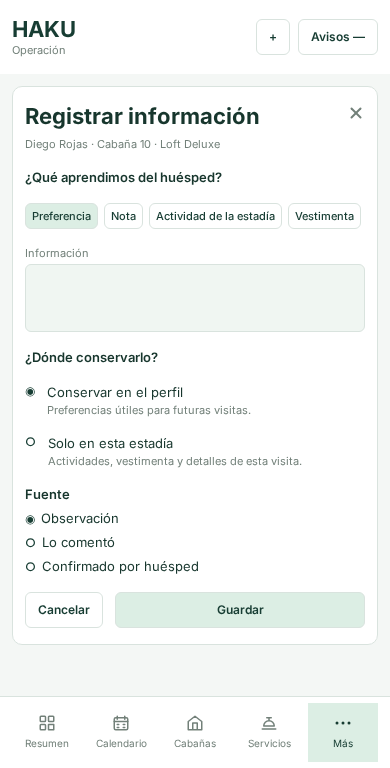 HAKU
Operación
+
Avisos —
Registrar información
Diego Rojas · Cabaña 10 · Loft Deluxe
¿Qué aprendimos del huésped?
Preferencia
Nota
Actividad de la estadía
Vestimenta
Información
¿Dónde conservarlo?
Conservar en el perfil
Preferencias útiles para futuras visitas.
Solo en esta estadía
Actividades, vestimenta y detalles de esta visita.
Fuente
Observación
Lo comentó
Confirmado por huésped
Cancelar
Guardar
Resumen
Calendario
Cabañas
Servicios
Más